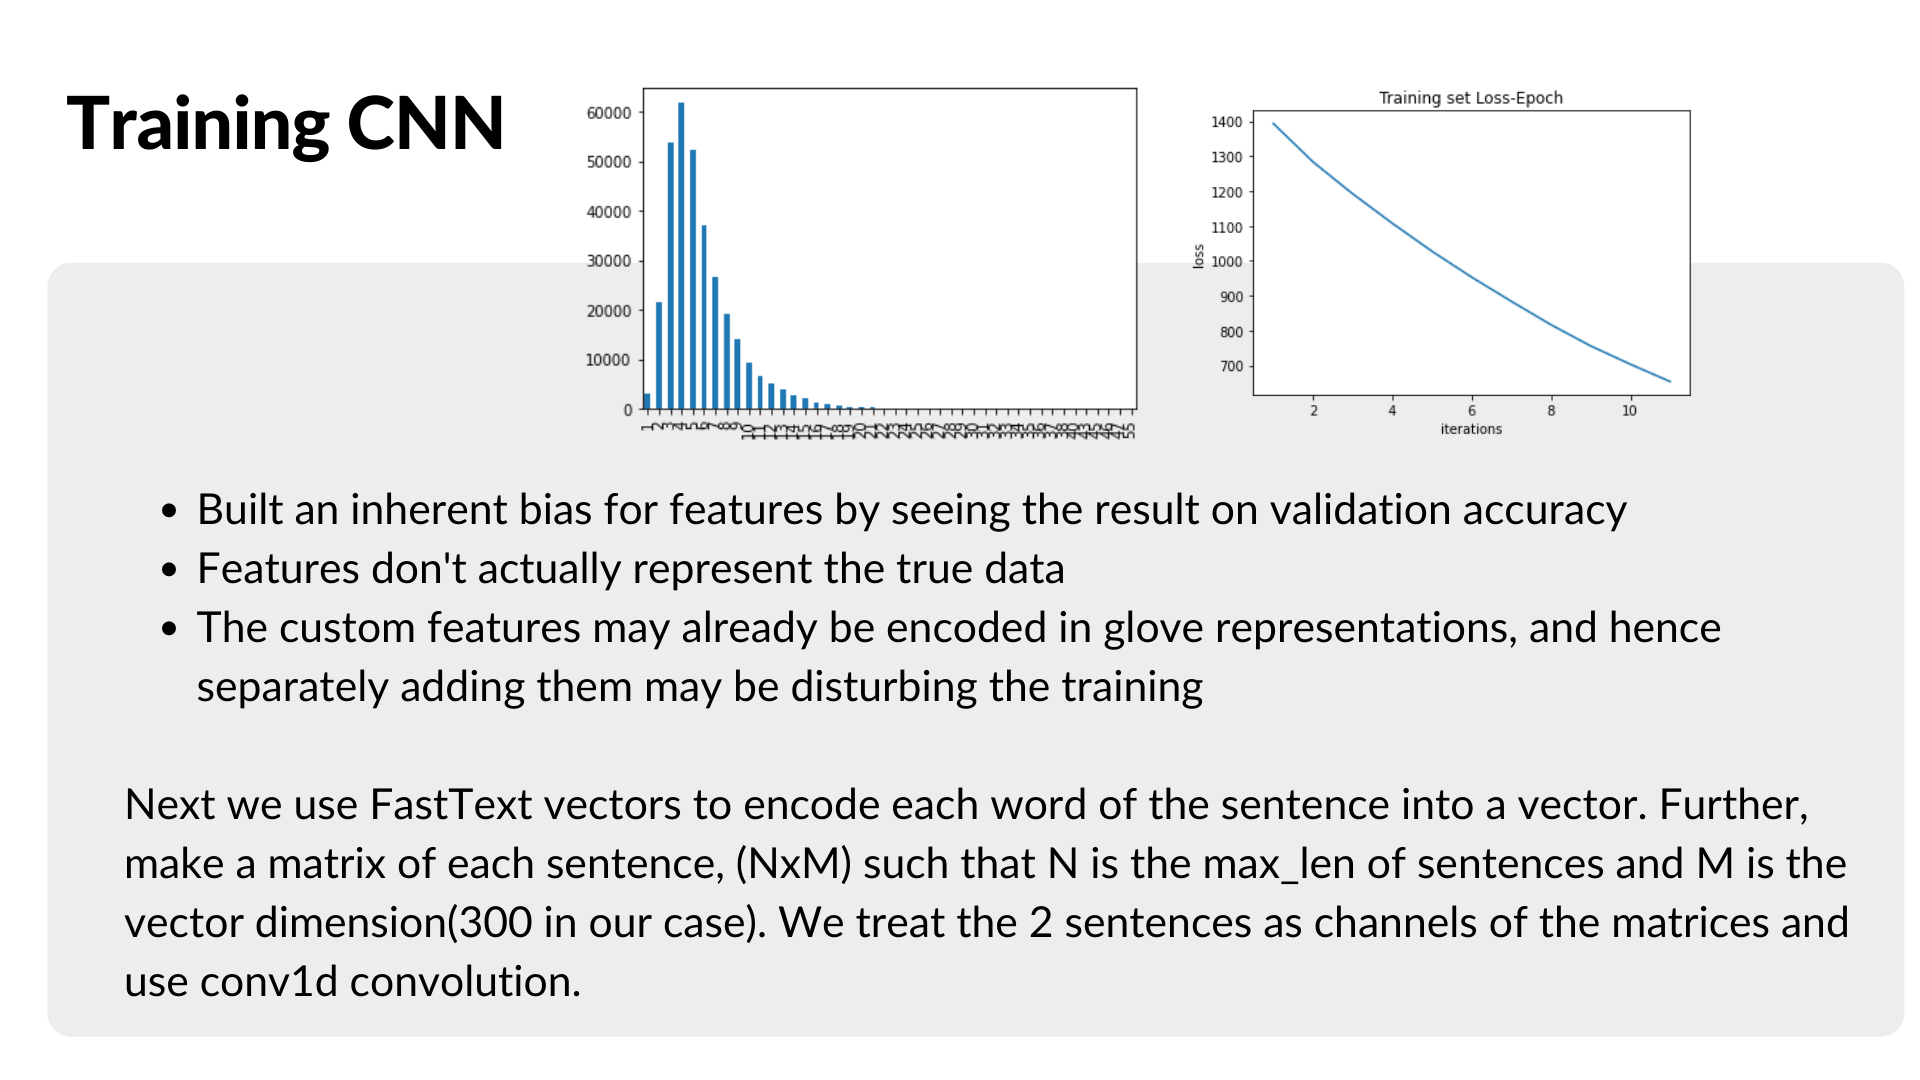 Training CNN
60000
50000
40000
30000
20000
10000
0
1 2 3 4 5 6 7 8 9 10 11 12 13 14 15 16 17 18 19 20 21 22 23 24 25 26 27 28 29 30 31 32 33 34 35 36 37 38 40 43 45 46 47 55
Training set Loss-Epoch
1400
1300
1200
1100
1000
900
800
700
loss
2 4 6 8 10
iterations
• Built an inherent bias for features by seeing the result on validation accuracy
• Features don't actually represent the true data
• The custom features may already be encoded in glove representations, and hence
separately adding them may be disturbing the training
Next we use FastText vectors to encode each word of the sentence into a vector. Further,
make a matrix of each sentence, (NxM) such that N is the max_len of sentences and M is the
vector dimension(300 in our case). We treat the 2 sentences as channels of the matrices and
use conv1d convolution.